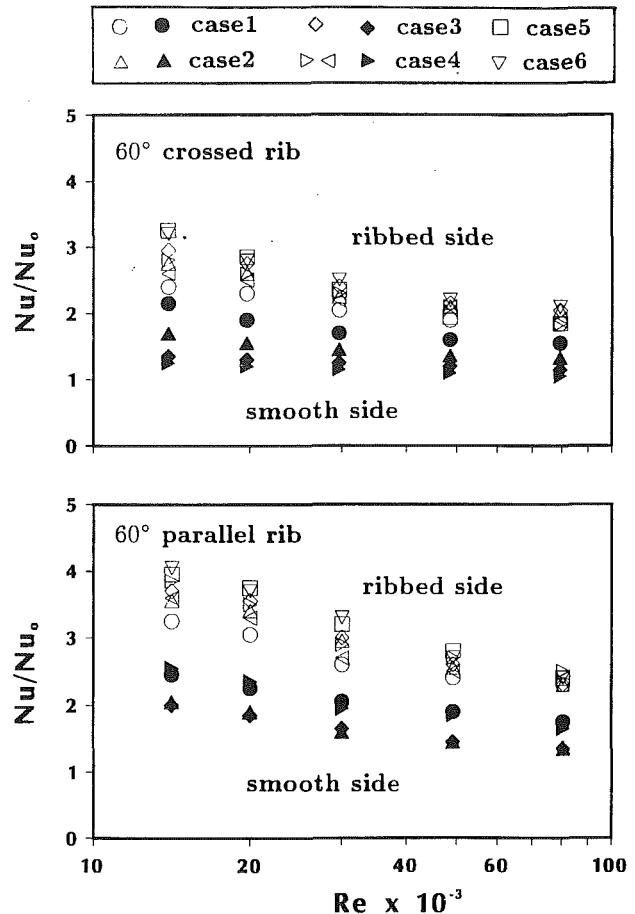 case1 case3 case5
case2 case4 case6
5
60° crossed rib
4
ribbed side
3
Nu/Nuₒ
2
1
smooth side
0
5
60° parallel rib
4
ribbed side
3
Nu/Nuₒ
2
1
smooth side
0
10 20 40 60 100
Re x 10⁻³